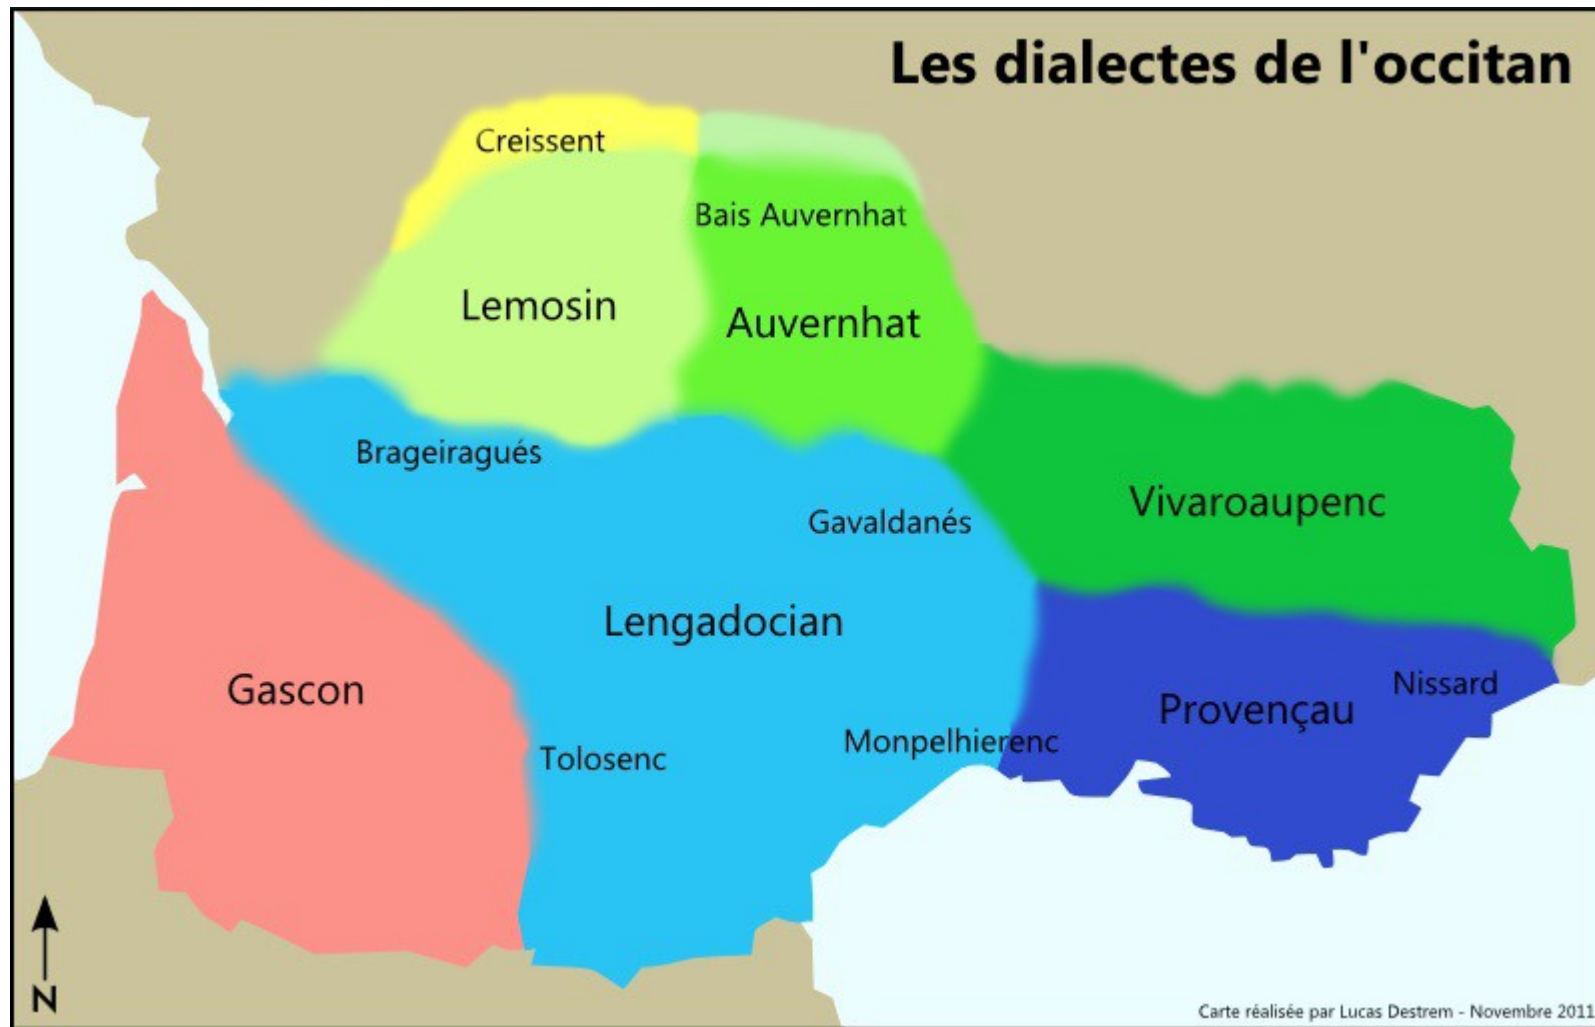 Les dialectes de l'occitan
Creissent
Bais Auvernhat
Lemosin
Auvernhat
Brageiragués
Vivaroaupenc
Gavaldanés
Lengadocian
Gascon
Nissard
Provençau
Monpelhierenc
Tolosenc
N
Carte réalisée par Lucas Destrem - Novembre 2011